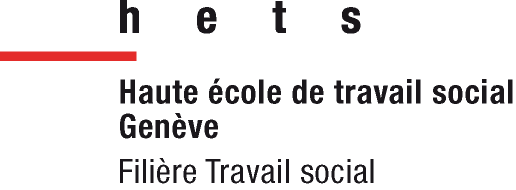 h e t s
Haute école de travail social
Genève
Filière Travail social